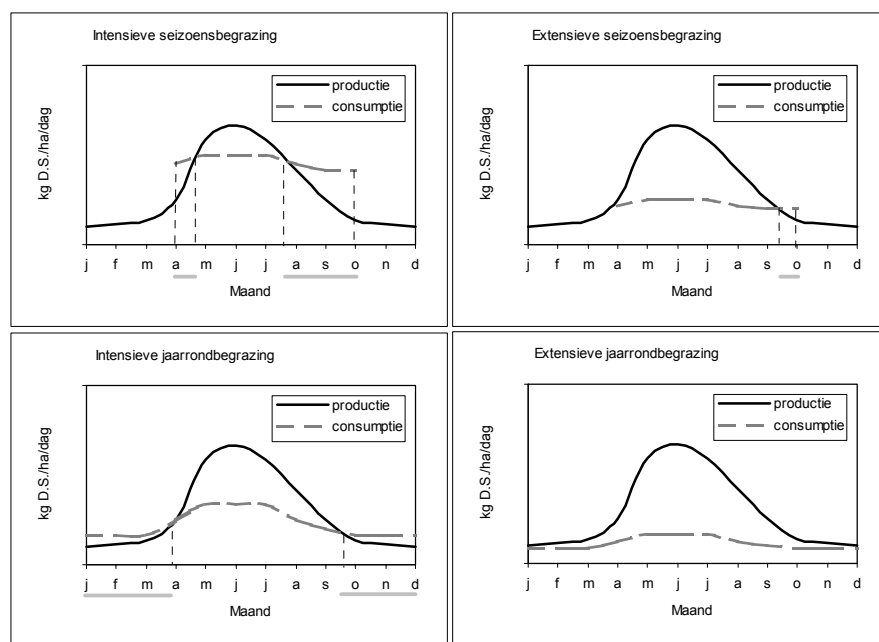 Intensieve seizoensbegrazing
productie
consumptie
kg D.S./ha/dag
j f m a m j j a s o n d
Maand
Extensieve seizoensbegrazing
productie
consumptie
kg D.S./ha/dag
j f m a m j j a s o n d
Maand
Intensieve jaarrondbegrazing
productie
consumptie
kg D.S./ha/dag
j f m a m j j a s o n d
Maand
Extensieve jaarrondbegrazing
productie
consumptie
kg D.S./ha/dag
j f m a m j j a s o n d
Maand